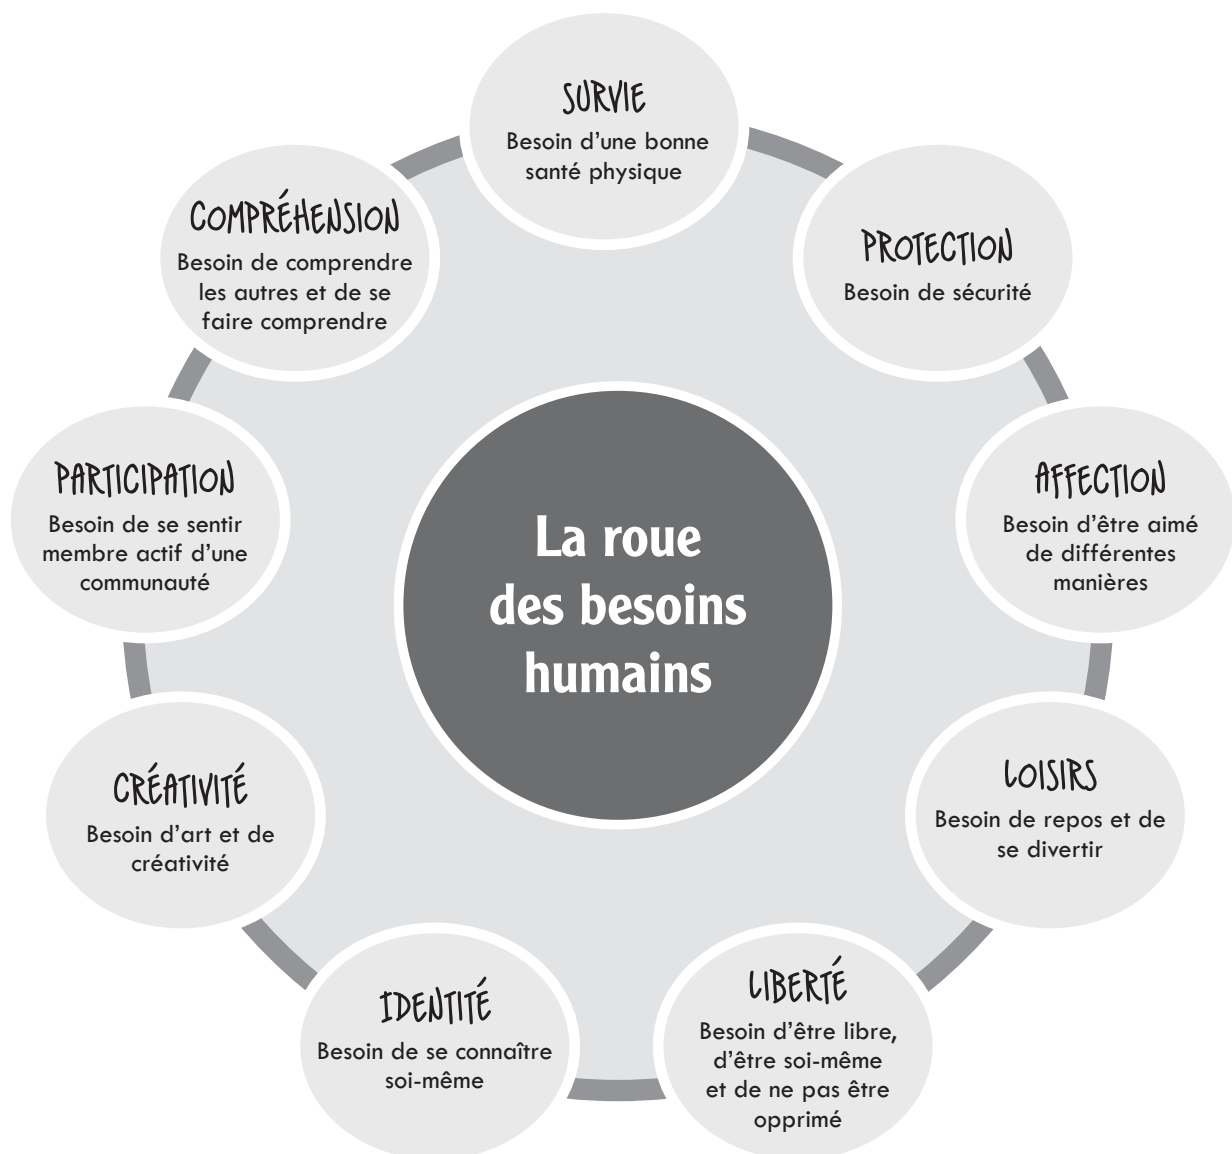 SURVIE
Besoin d'une bonne
santé physique
PROTECTION
Besoin de sécurité
AFFECTION
Besoin d'être aimé
de différentes
manières
LOISIRS
Besoin de repos et de
se divertir
LIBERTÉ
Besoin d'être libre,
d'être soi-même
et de ne pas être
opprimé
IDENTITÉ
Besoin de se connaître
soi-même
CRÉATIVITÉ
Besoin d'art et de
créativité
PARTICIPATION
Besoin de se sentir
membre actif d'une
communauté
COMPRÉHENSION
Besoin de comprendre
les autres et de se
faire comprendre
La roue
des besoins
humains